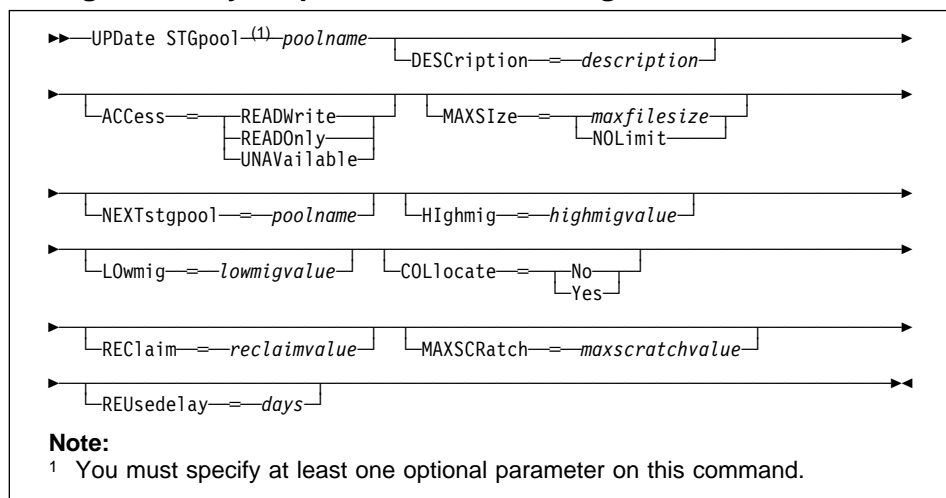 UPDate STGpool (1) poolname
DESCription = description
ACCess = READWrite MAXSIze = maxfilesize
READOnly NOLimit
UNAVailable
NEXTstgpool = poolname HIghmig = highmigvalue
LOwmig = lowmigvalue COLlocate = No
Yes
REClaim = reclaimvalue MAXSCRatch = maxscratchvalue
REUsedelay = days
Note:
1 You must specify at least one optional parameter on this command.